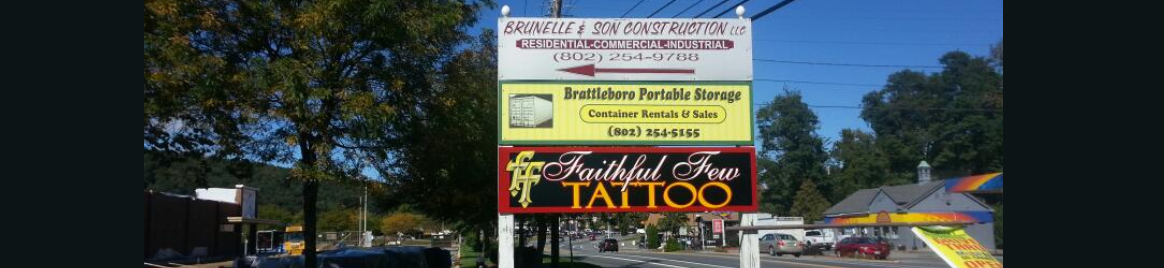 BRUNELLE & SON CONSTRUCTION LLC
RESIDENTIAL-COMMERCIAL-INDUSTRIAL
(802) 254-9788
Brattleboro Portable Storage
Container Rentals & Sales
(802) 254-5155
ff Faithful Few
TATTOO